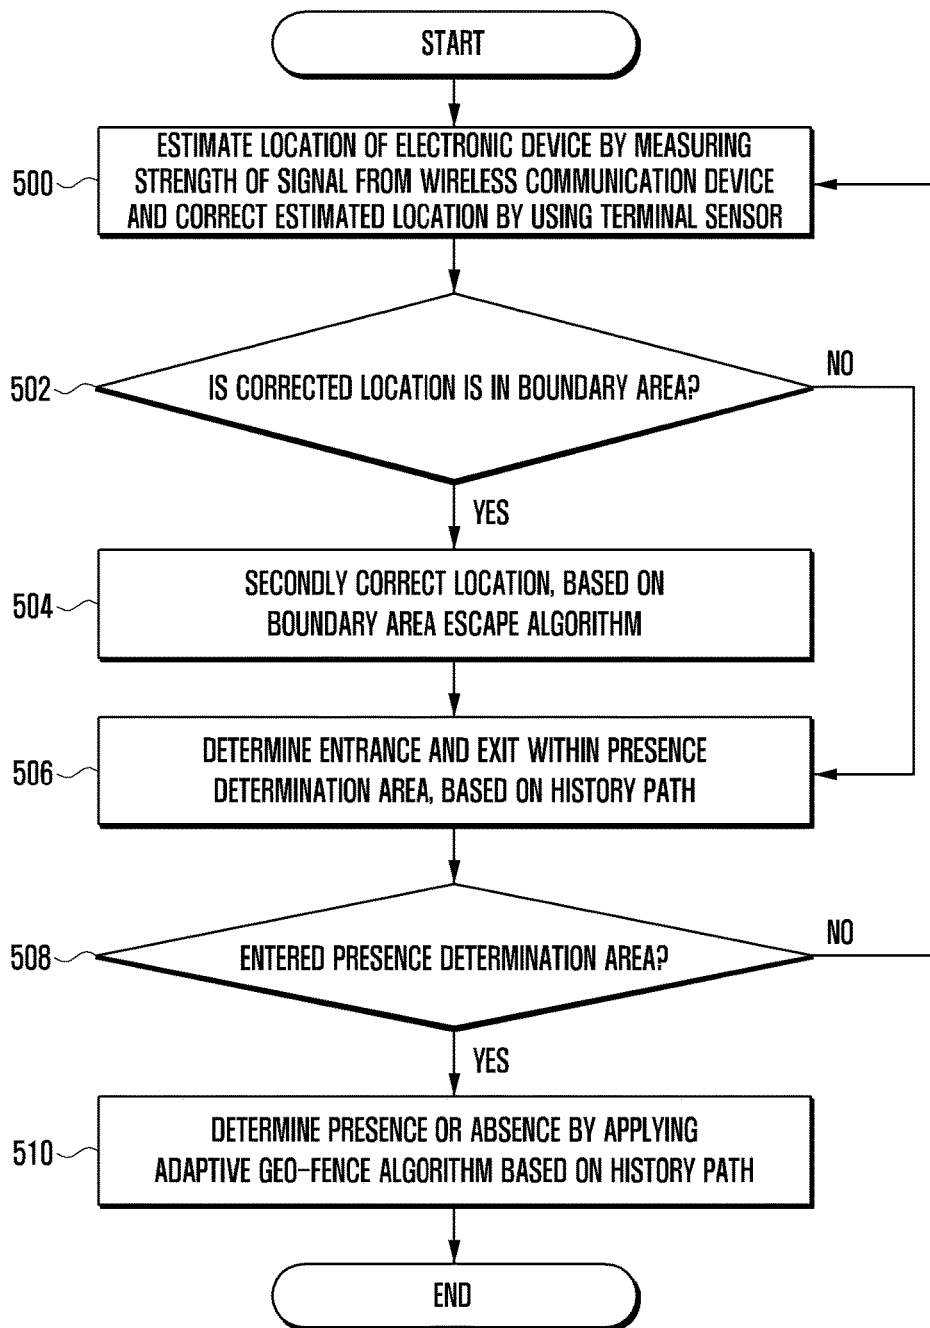 START
500
ESTIMATE LOCATION OF ELECTRONIC DEVICE BY MEASURING
STRENGTH OF SIGNAL FROM WIRELESS COMMUNICATION DEVICE
AND CORRECT ESTIMATED LOCATION BY USING TERMINAL SENSOR
502
IS CORRECTED LOCATION IS IN BOUNDARY AREA?
NO
YES
504
SECONDLY CORRECT LOCATION, BASED ON
BOUNDARY AREA ESCAPE ALGORITHM
506
DETERMINE ENTRANCE AND EXIT WITHIN PRESENCE
DETERMINATION AREA, BASED ON HISTORY PATH
508
ENTERED PRESENCE DETERMINATION AREA?
NO
YES
510
DETERMINE PRESENCE OR ABSENCE BY APPLYING
ADAPTIVE GEO-FENCE ALGORITHM BASED ON HISTORY PATH
END